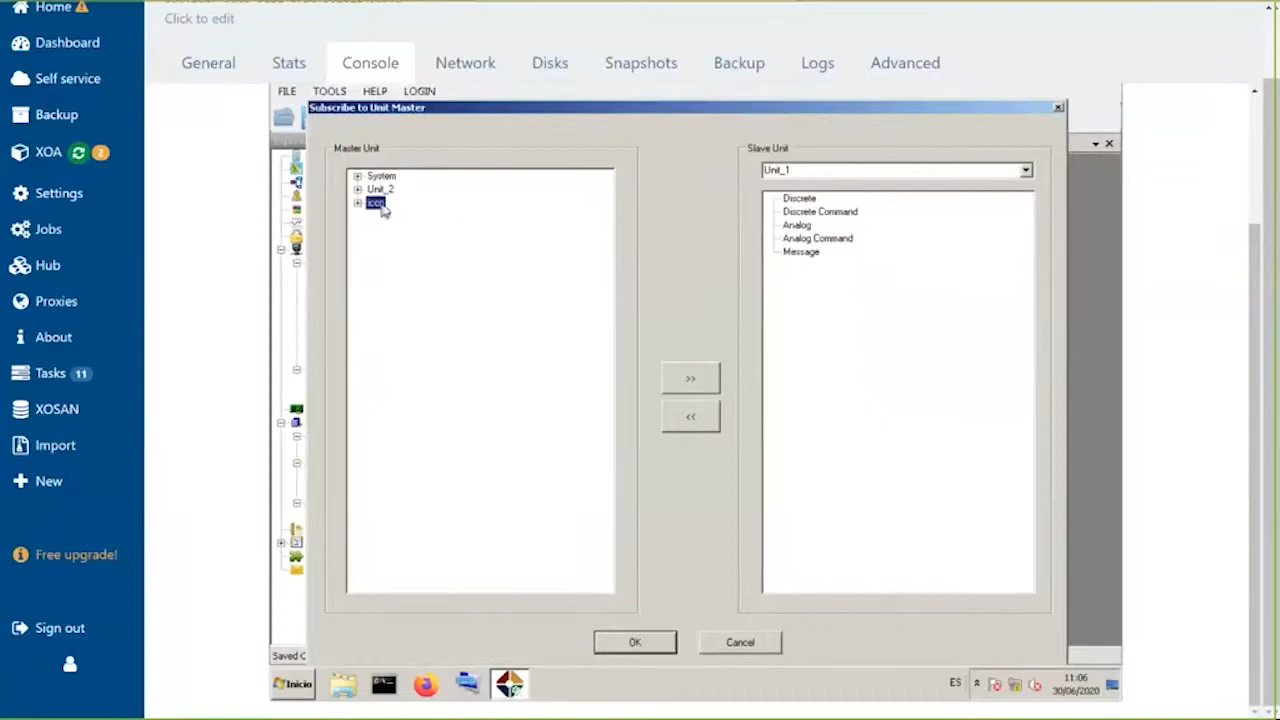 Home
Dashboard
Self service
Backup
XOA 2
Settings
Jobs
Hub
Proxies
About
Tasks 11
XOSAN
Import
New
Free upgrade!
Sign out
Click to edit
General Stats Console Network Disks Snapshots Backup Logs Advanced
FILE TOOLS HELP LOGIN
Subscribe to Unit Master
Master Unit
System
Unit_2
Slave Unit
Unit_1
Discrete
Discrete Command
Analog
Analog Command
Message
>>
<<
OK Cancel
Saved C
Inicio
ES
11:06
30/06/2020